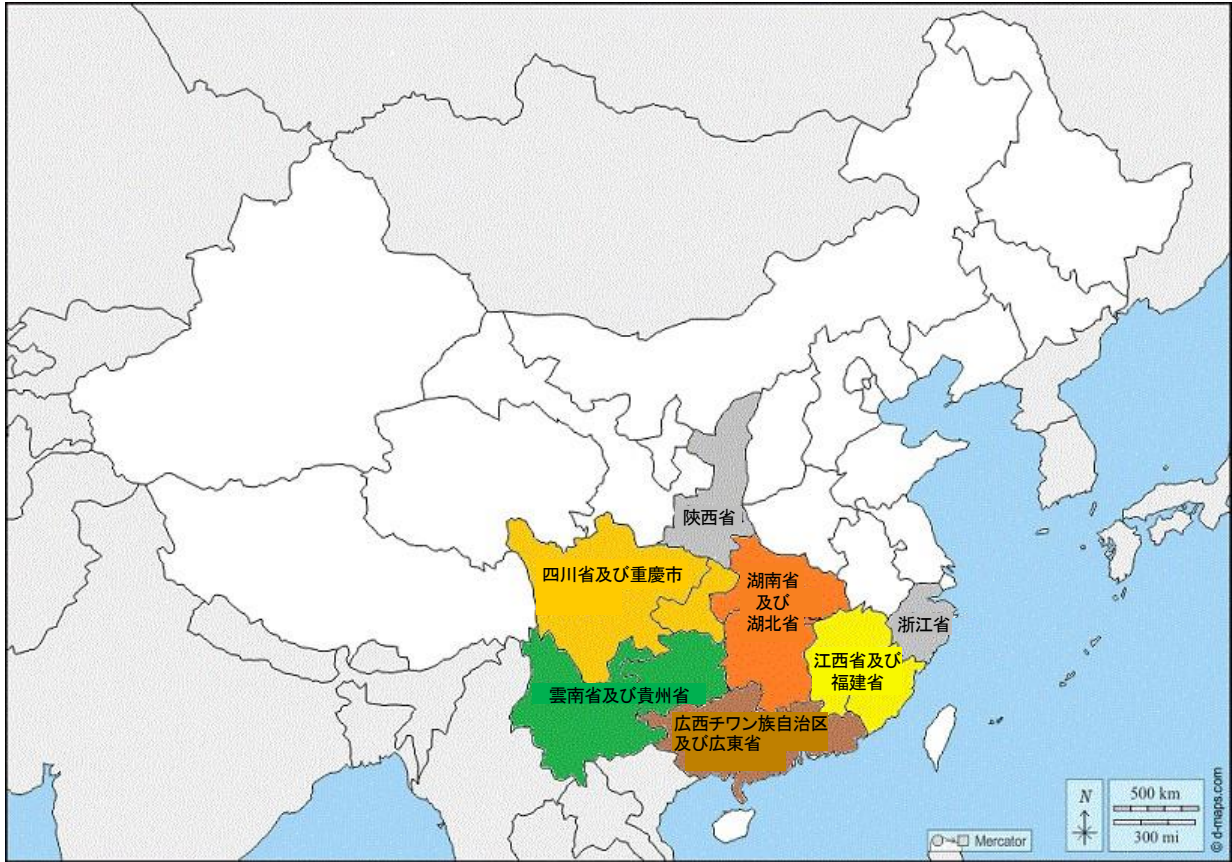 陝西省
四川省及び重慶市
湖南省
及び
湖北省
浙江省
江西省及び
福建省
雲南省及び貴州省
広西チワン族自治区
及び広東省
N
500 km
300 mi
Mercator
© d-maps.com